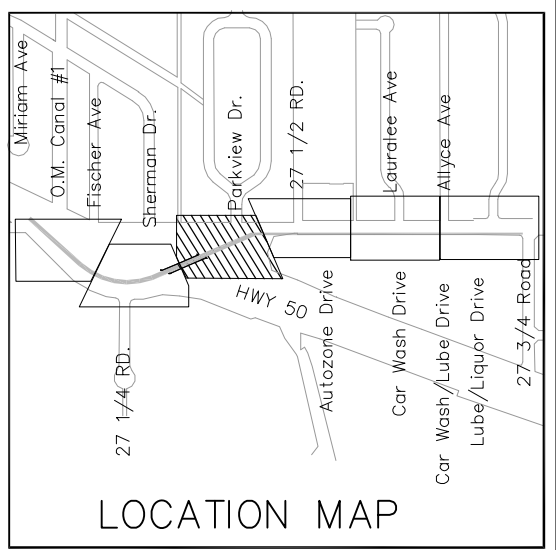 Miriam Ave
O.M. Canal #1
Fischer Ave
Sherman Dr.
Parkview Dr.
27 1/2 RD.
Lauralee Ave
Allyce Ave
HWY 50
27 1/4 RD.
Autozone Drive
Car Wash Drive
Car Wash/Lube Drive
Lube/Liquor Drive
27 3/4 Road
LOCATION MAP